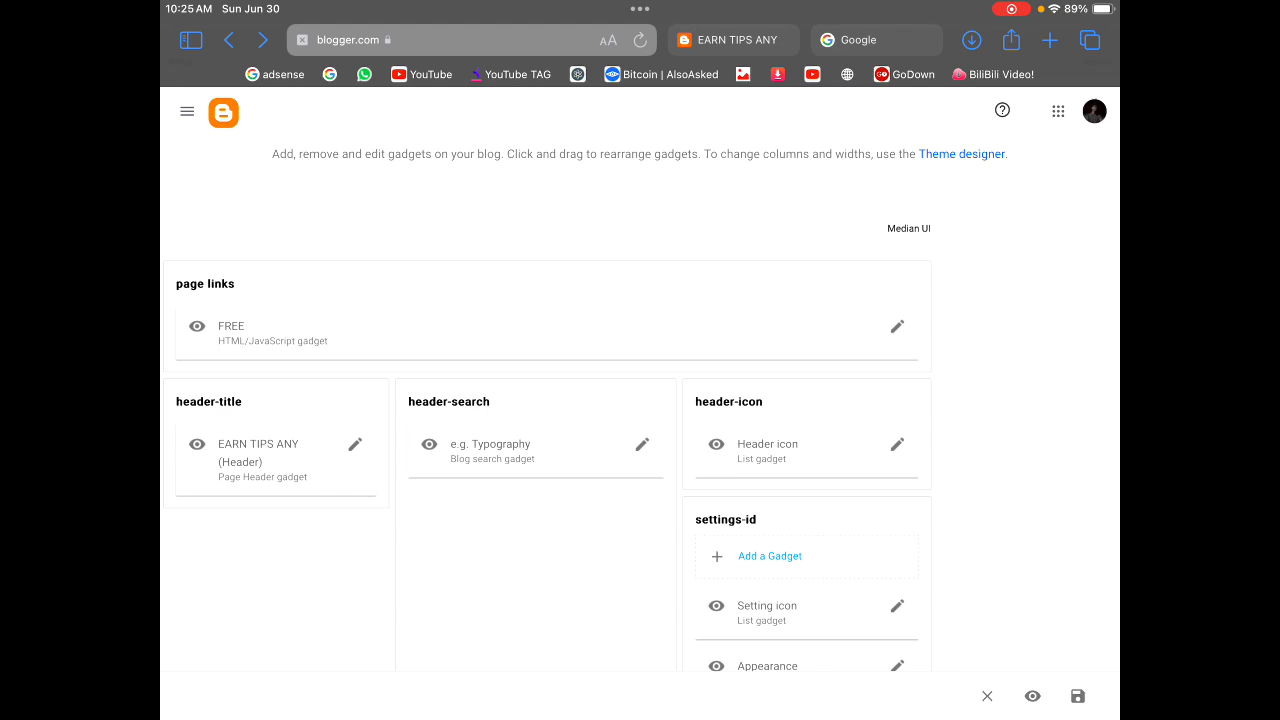 10:25 AM Sun Jun 30
89%
blogger.com
AA
EARN TIPS ANY
Google
adsense
YouTube
YouTube TAG
Bitcoin | AlsoAsked
GoDown
BiliBili Video!
Add, remove and edit gadgets on your blog. Click and drag to rearrange gadgets. To change columns and widths, use the Theme designer.
Median UI
page links
FREE
HTML/JavaScript gadget
header-title
EARN TIPS ANY
(Header)
Page Header gadget
header-search
e.g. Typography
Blog search gadget
header-icon
Header icon
List gadget
settings-id
Add a Gadget
Setting icon
List gadget
Appearance